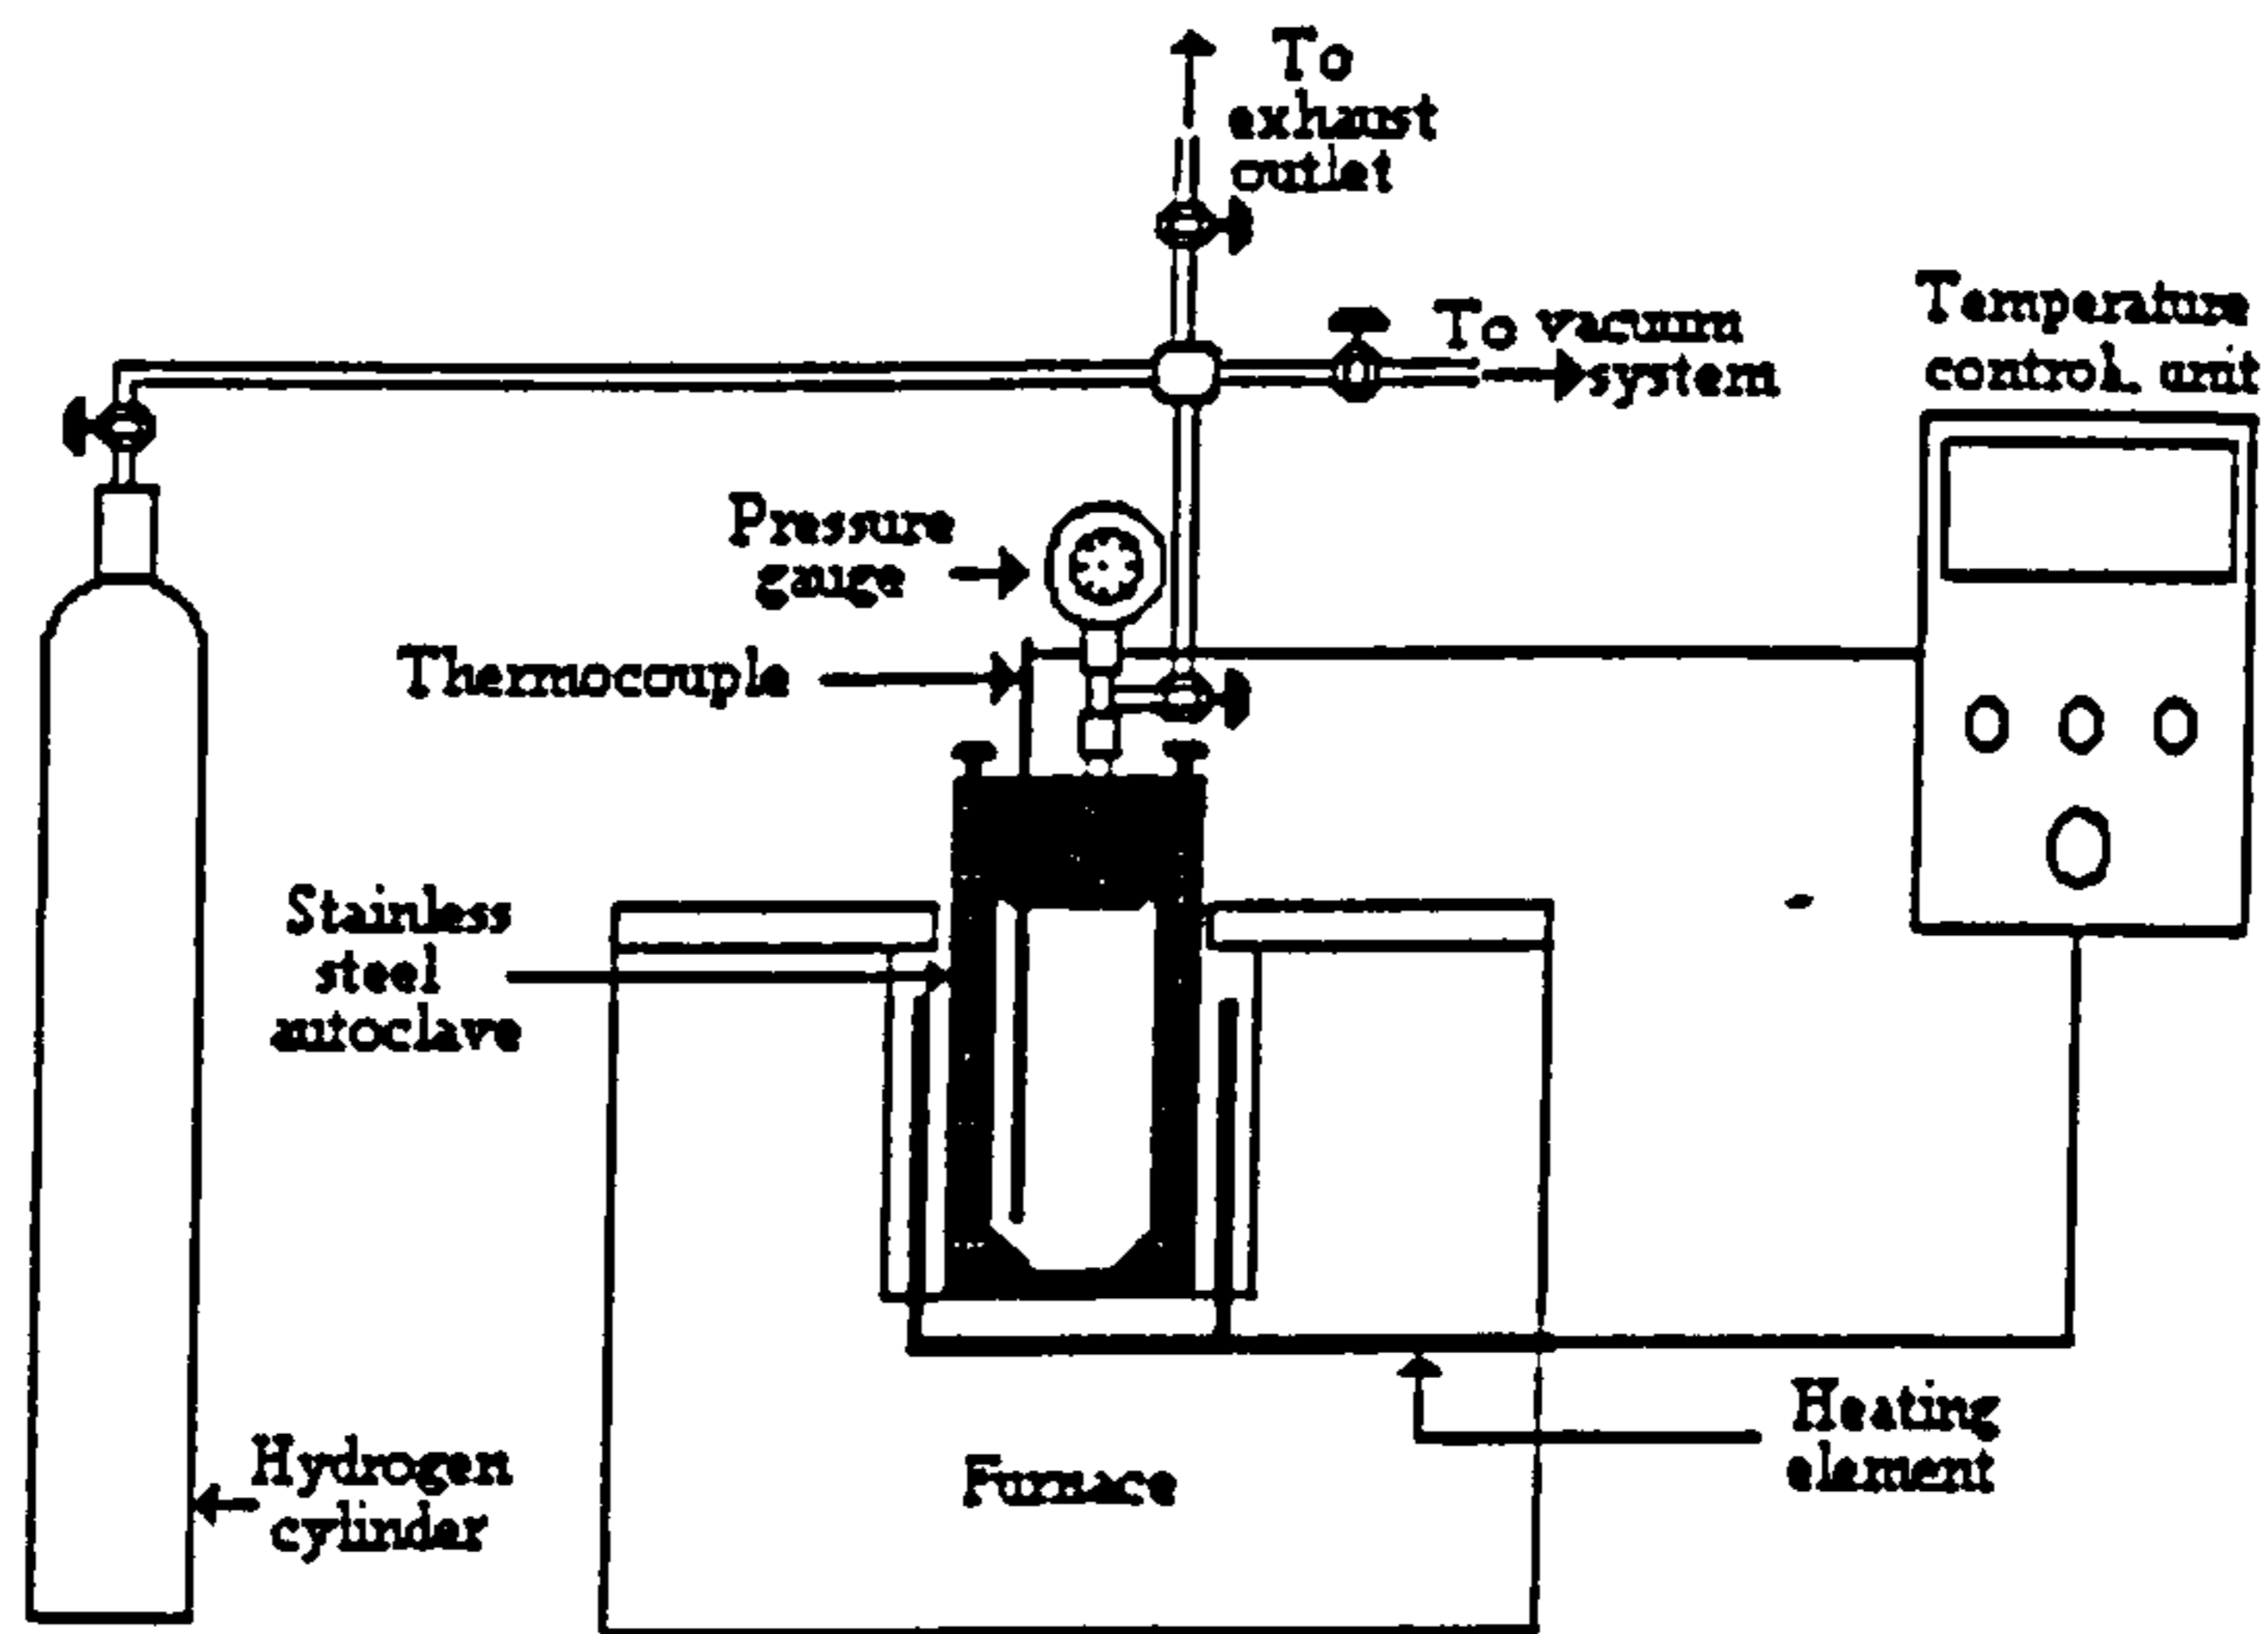 To
exhaust
outlet
To vacuum
system
Temperature
control unit
Pressure
gauge
Thermocouple
Stainless
steel
autoclave
Hydrogen
cylinder
Furnace
Heating
element